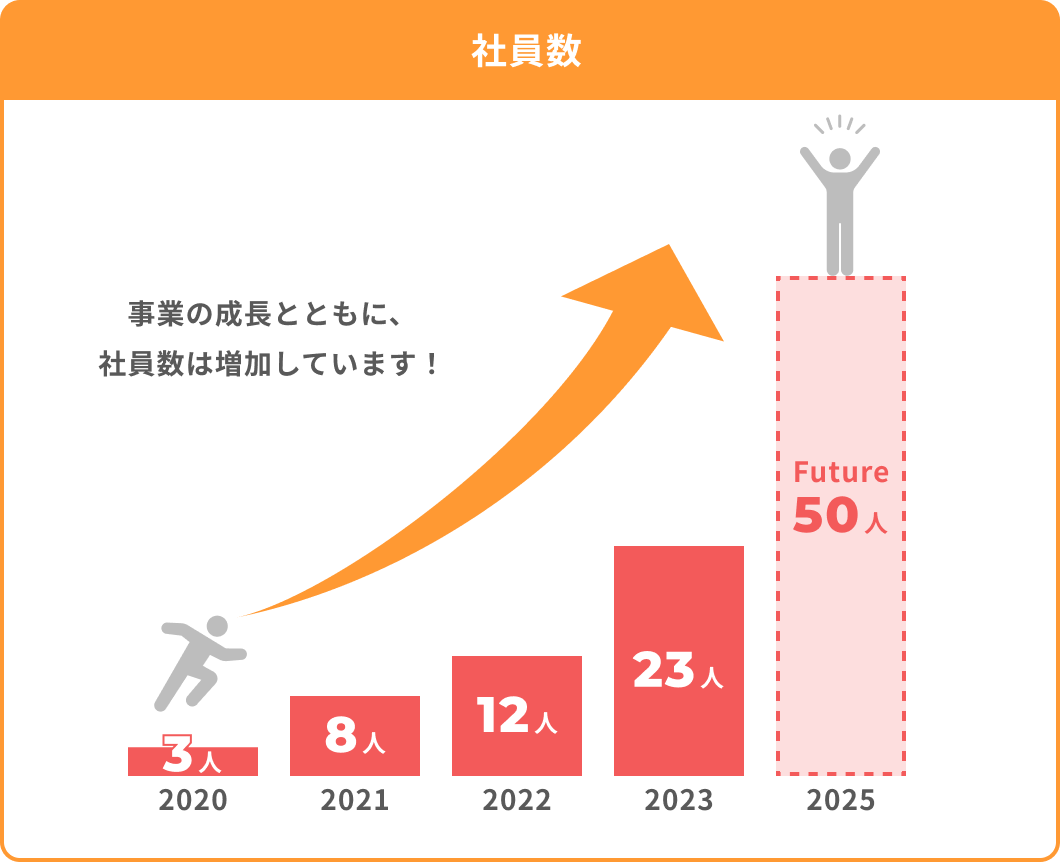 社員数
事業の成長とともに、
社員数は増加しています！
Future
50人
23人
12人
8人
3人
2020
2021
2022
2023
2025